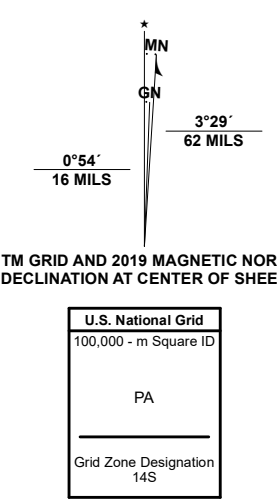 ★
MN
GN
3°29´
62 MILS
0°54´
16 MILS
TM GRID AND 2019 MAGNETIC NOR
DECLINATION AT CENTER OF SHEE
U.S. National Grid
100,000 - m Square ID
PA
Grid Zone Designation
14S